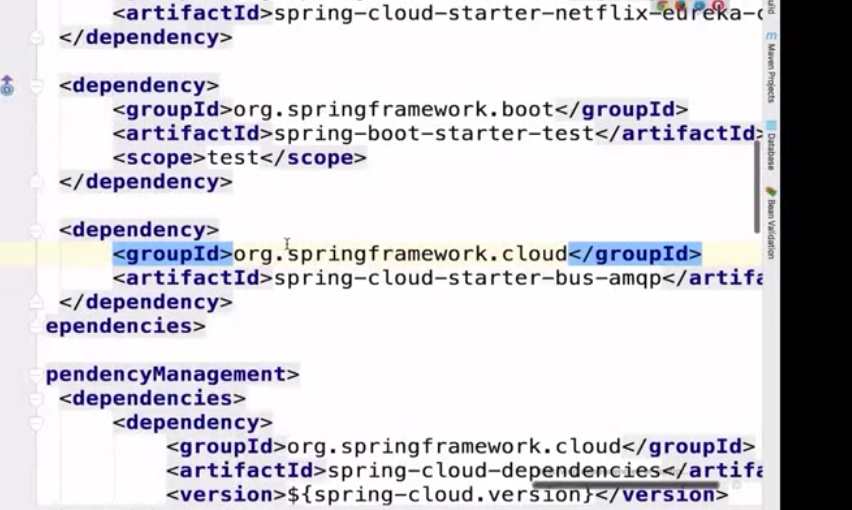 <artifactId>spring-cloud-starter-netflix-eureka-c
</dependency>
<dependency>
<groupId>org.springframework.boot</groupId>
<artifactId>spring-boot-starter-test</artifactId>
<scope>test</scope>
</dependency>
<dependency>
<groupId>org.springframework.cloud</groupId>
<artifactId>spring-cloud-starter-bus-amqp</artifa
</dependency>
ependencies>
pendencyManagement>
<dependencies>
<dependency>
<groupId>org.springframework.cloud</groupId>
<artifactId>spring-cloud-dependencies</artifa
<version>${spring-cloud.version}</version>
uild
Maven Projects
Database
Bean Validation